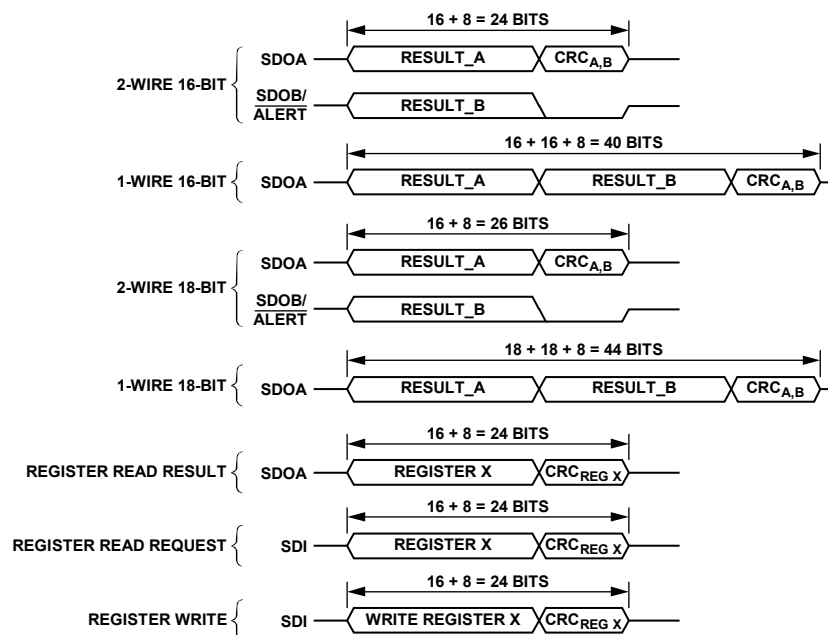 16 + 8 = 24 BITS
SDOA RESULT_A CRCA,B
2-WIRE 16-BIT
SDOB/
ALERT RESULT_B
16 + 16 + 8 = 40 BITS
1-WIRE 16-BIT SDOA RESULT_A RESULT_B CRCA,B
16 + 8 = 26 BITS
SDOA RESULT_A CRCA,B
2-WIRE 18-BIT
SDOB/
ALERT RESULT_B
18 + 18 + 8 = 44 BITS
1-WIRE 18-BIT SDOA RESULT_A RESULT_B CRCA,B
16 + 8 = 24 BITS
REGISTER READ RESULT SDOA REGISTER X CRCREG X
16 + 8 = 24 BITS
REGISTER READ REQUEST SDI REGISTER X CRCREG X
16 + 8 = 24 BITS
REGISTER WRITE SDI WRITE REGISTER X CRCREG X